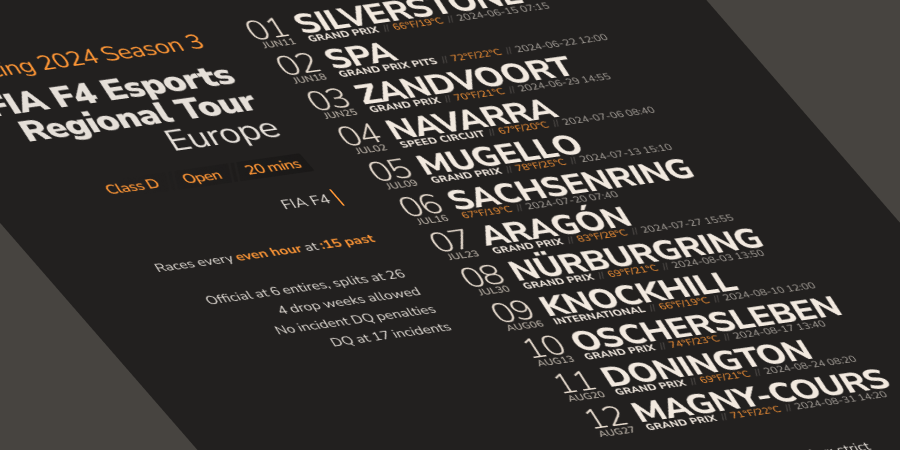 ing 2024 Season 3
FIA F4 Esports
Regional Tour
Europe
Class D Open 20 mins
FIA F4
Races every even hour at :15 past
Official at 6 entires, splits at 26
4 drop weeks allowed
No incident DQ penalties
DQ at 17 incidents
01 SILVERSTONE
JUN11 GRAND PRIX // 66°F/19°C // 2024-06-15 07:15
02 SPA
JUN18 GRAND PRIX PITS // 72°F/22°C // 2024-06-22 12:00
03 ZANDVOORT
JUN25 GRAND PRIX // 70°F/21°C // 2024-06-29 14:55
04 NAVARRA
JUL02 SPEED CIRCUIT // 67°F/20°C // 2024-07-06 08:40
05 MUGELLO
JUL09 GRAND PRIX // 78°F/25°C // 2024-07-13 15:10
06 SACHSENRING
JUL16 67°F/19°C // 2024-07-20 07:40
07 ARAGÓN
JUL23 GRAND PRIX // 83°F/28°C // 2024-07-27 15:55
08 NÜRBURGRING
JUL30 GRAND PRIX // 69°F/21°C // 2024-08-03 13:50
09 KNOCKHILL
AUG06 INTERNATIONAL // 66°F/19°C // 2024-08-10 12:00
10 OSCHERSLEBEN
AUG13 GRAND PRIX // 74°F/23°C // 2024-08-17 13:40
11 DONINGTON
AUG20 GRAND PRIX // 69°F/21°C // 2024-08-24 08:20
12 MAGNY-COURS
AUG27 GRAND PRIX // 71°F/22°C // 2024-08-31 14:20
strict